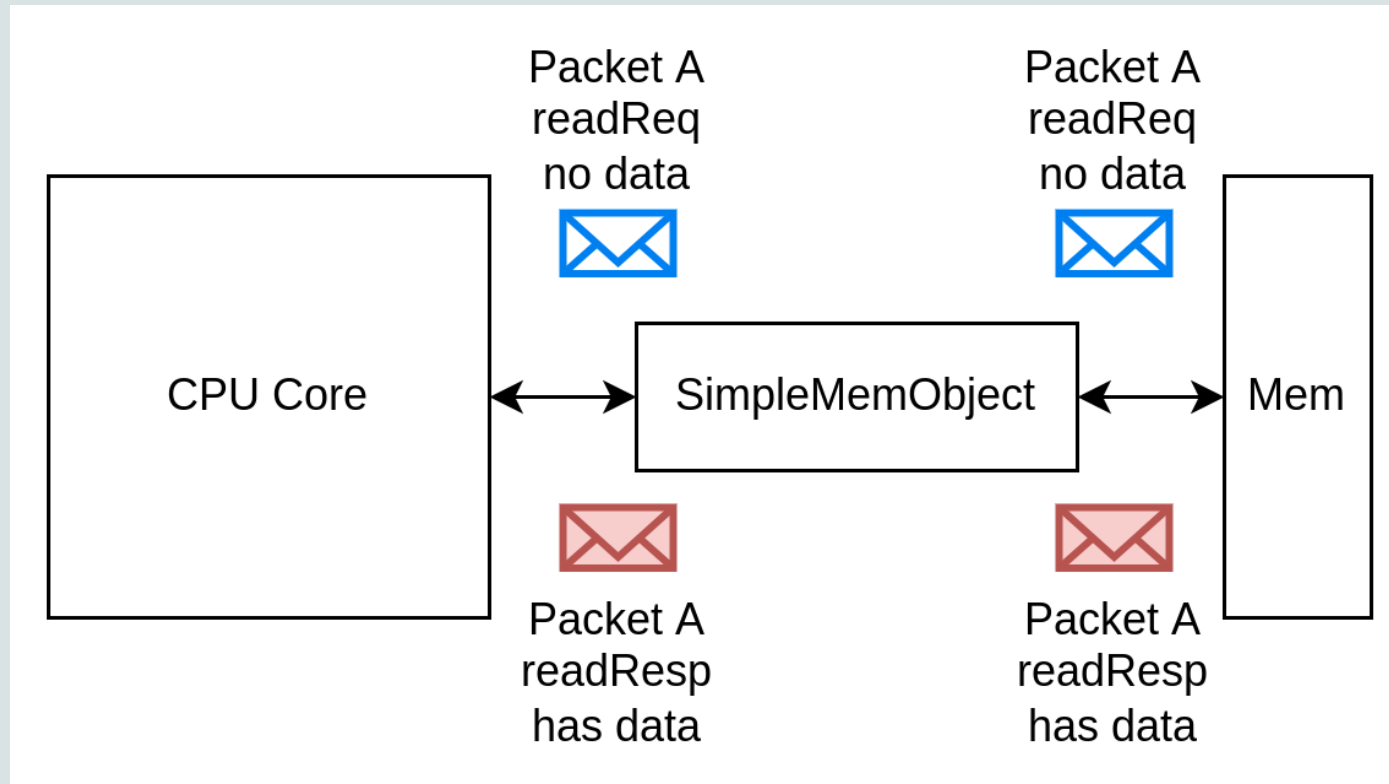 Packet A
readReq
no data
Packet A
readReq
no data
CPU Core
SimpleMemObject
Mem
Packet A
readResp
has data
Packet A
readResp
has data